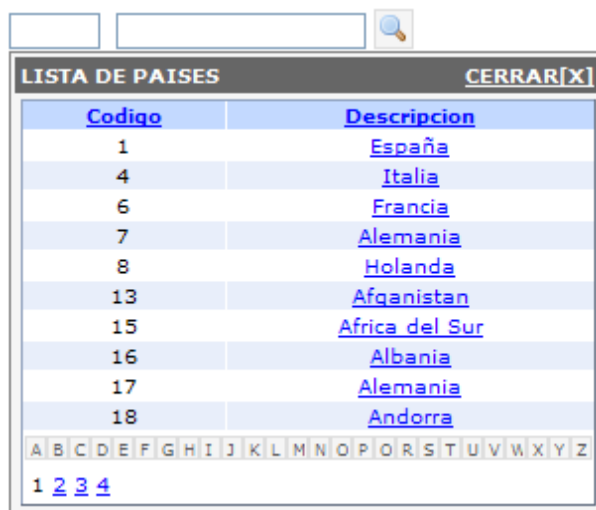 LISTA DE PAISES CERRAR[X]
Codigo Descripcion
1 España
4 Italia
6 Francia
7 Alemania
8 Holanda
13 Afganistan
15 Africa del Sur
16 Albania
17 Alemania
18 Andorra
A B C D E F G H I J K L M N O P Q R S T U V W X Y Z
1 2 3 4